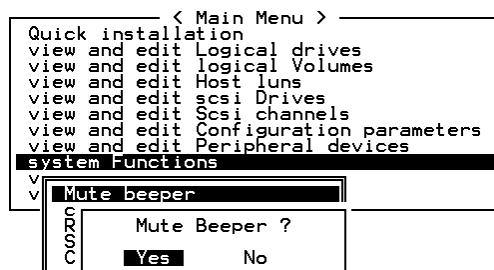 < Main Menu >
Quick installation
view and edit Logical drives
view and edit logical Volumes
view and edit Host luns
view and edit scsi Drives
view and edit Scsi channels
view and edit Configuration parameters
view and edit Peripheral devices
system Functions
v
v
Mute beeper
c
R
S
C
Mute Beeper ?
Yes No